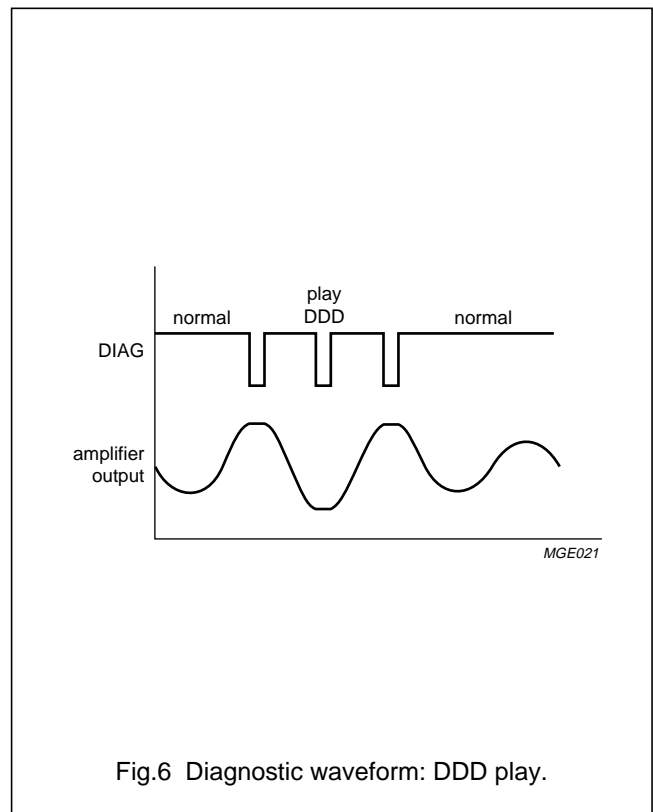 play
DDD
normal
normal
DIAG
amplifier
output
MGE021
Fig.6 Diagnostic waveform: DDD play.